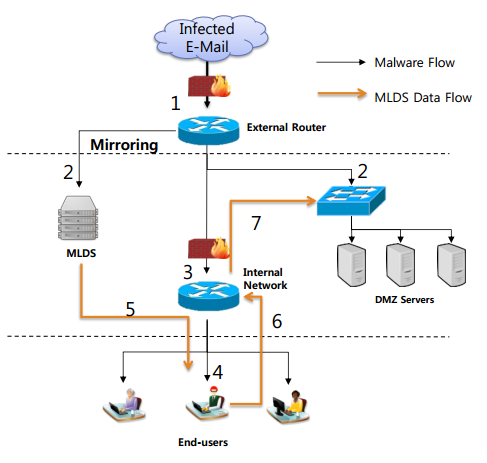 Infected
E-Mail
Malware Flow
MLDS Data Flow
1
External Router
Mirroring
2
2
7
MLDS
3
Internal
Network
DMZ Servers
5
6
4
End-users